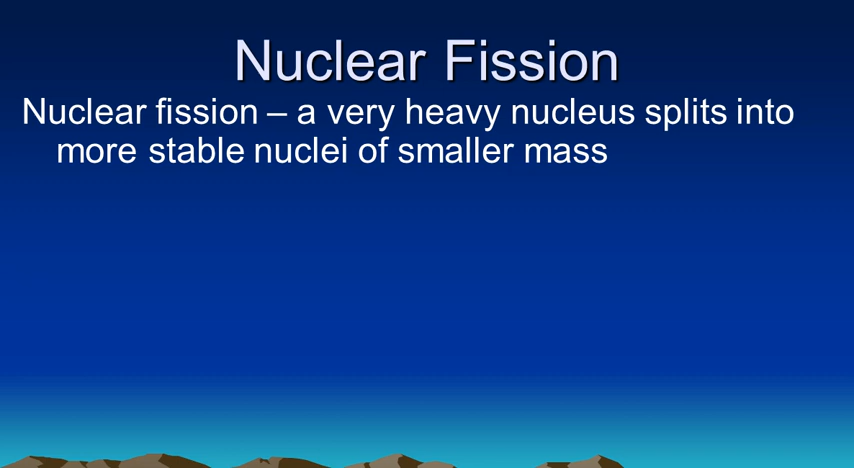 Nuclear Fission
Nuclear fission – a very heavy nucleus splits into
more stable nuclei of smaller mass